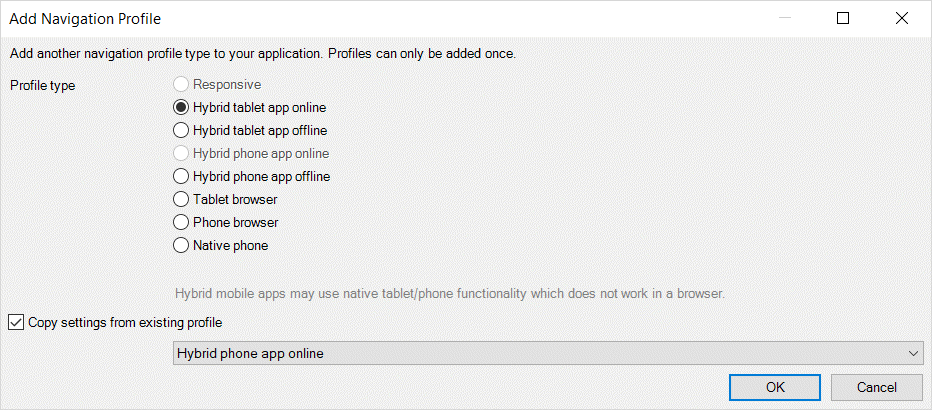 Add Navigation Profile
Add another navigation profile type to your application. Profiles can only be added once.
Profile type
Responsive
Hybrid tablet app online
Hybrid tablet app offline
Hybrid phone app online
Hybrid phone app offline
Tablet browser
Phone browser
Native phone
Hybrid mobile apps may use native tablet/phone functionality which does not work in a browser.
Copy settings from existing profile
Hybrid phone app online
OK Cancel